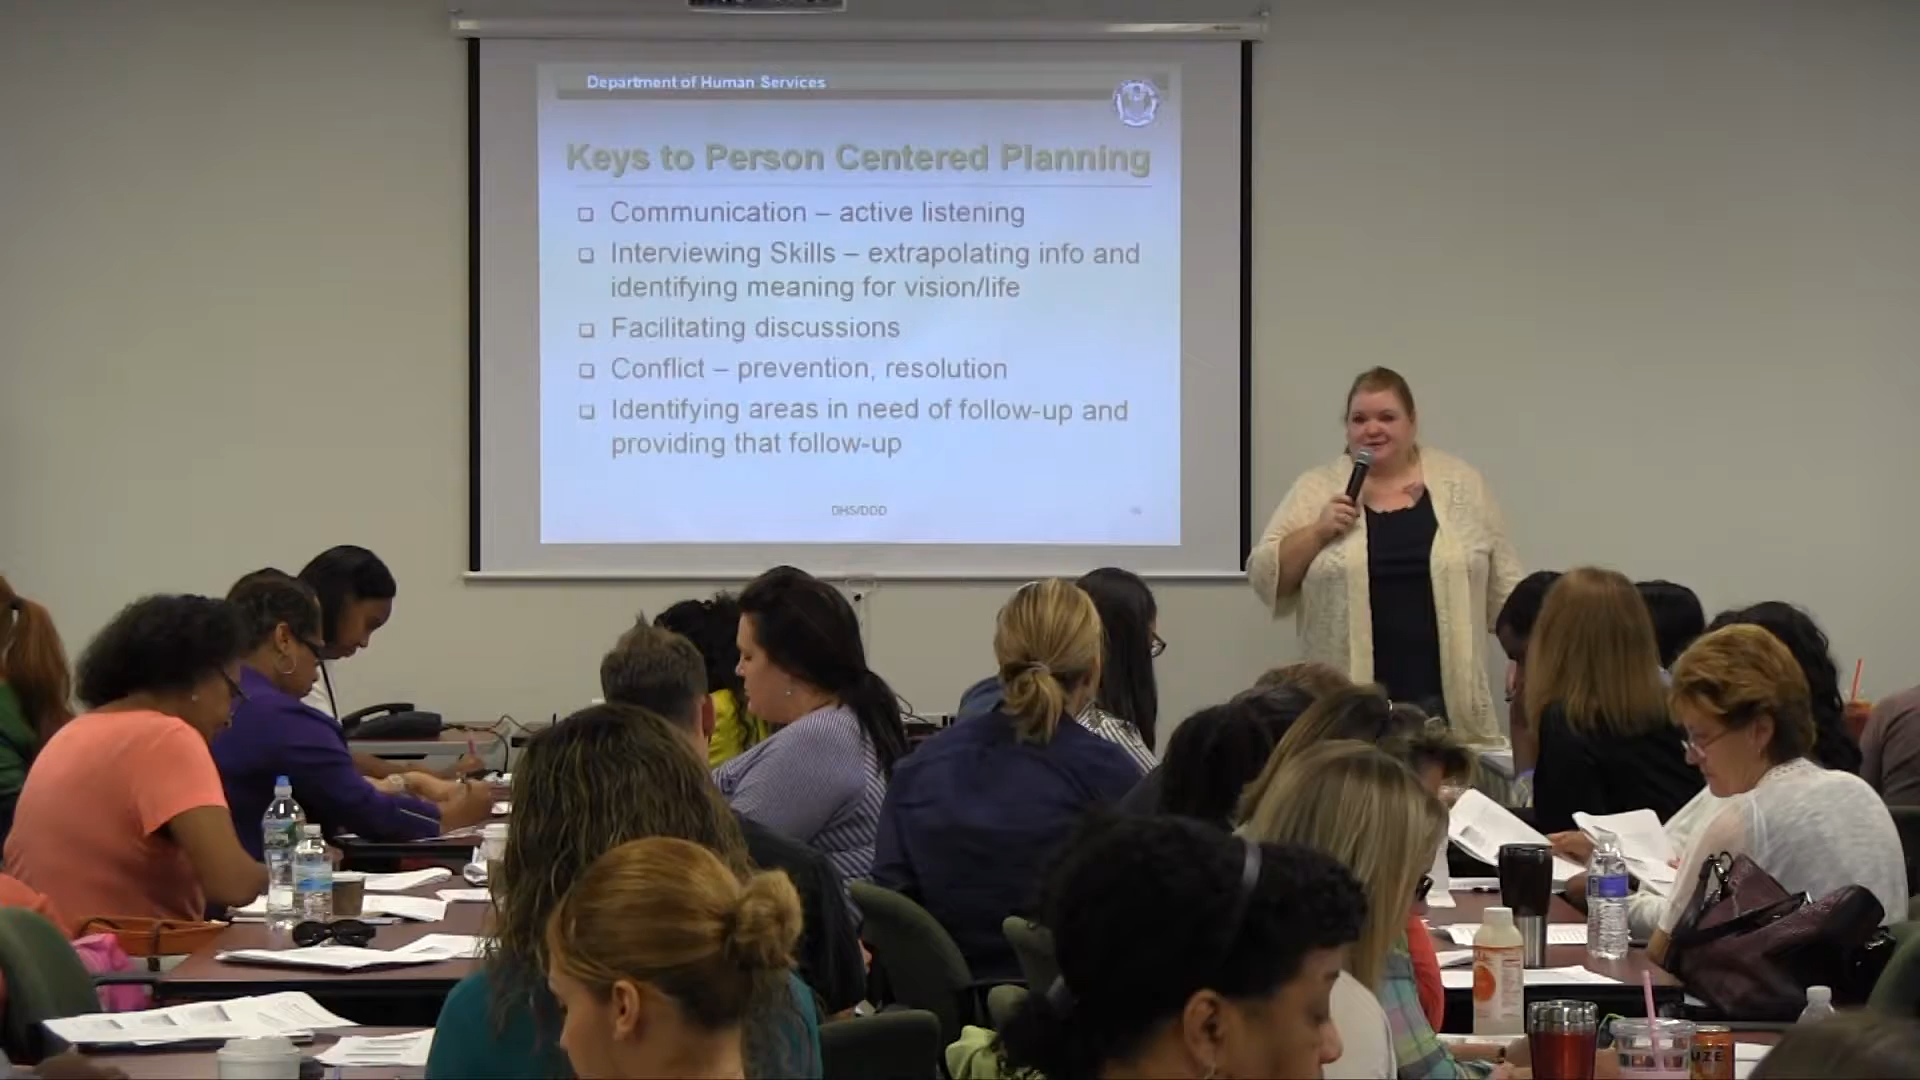 Department of Human Services
Keys to Person Centered Planning
❑ Communication – active listening
❑ Interviewing Skills – extrapolating info and
identifying meaning for vision/life
❑ Facilitating discussions
❑ Conflict – prevention, resolution
❑ Identifying areas in need of follow-up and
providing that follow-up
DHS/DDD
UZE